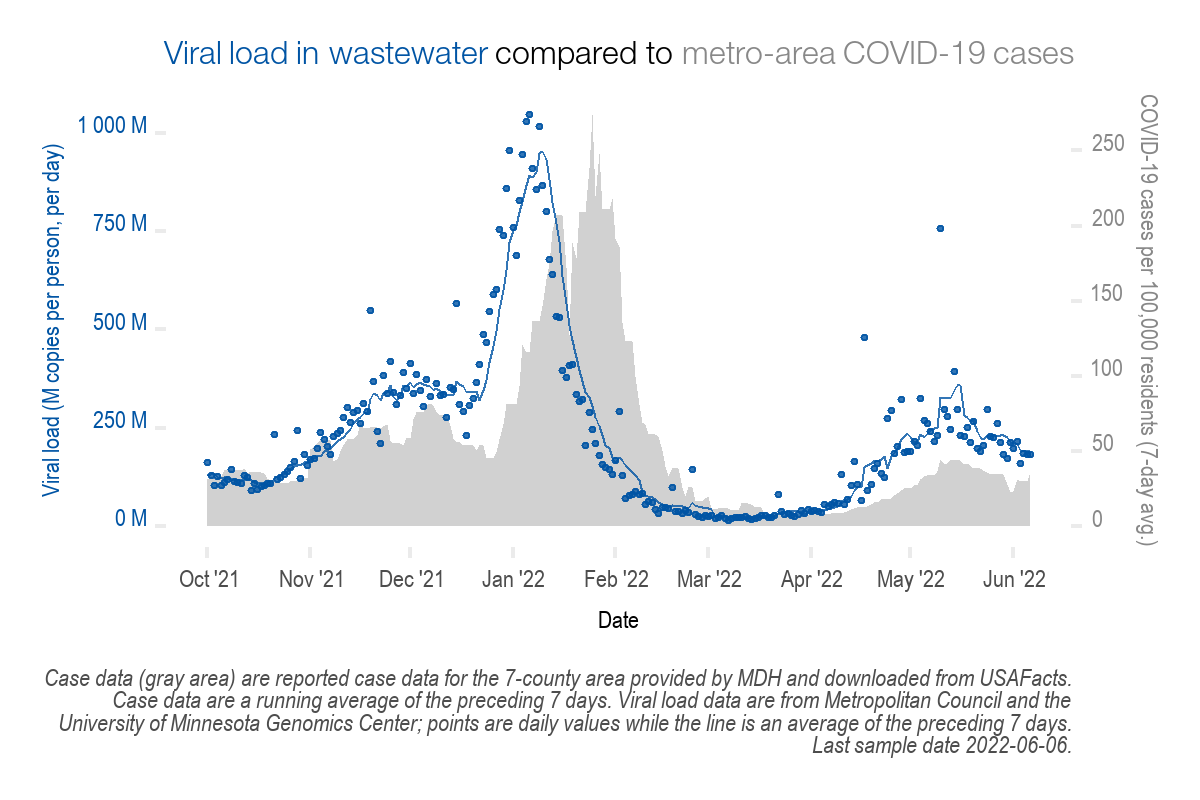 Viral load in wastewater compared to metro-area COVID-19 cases
Viral load (M copies per person, per day)
1 000 M
750 M
500 M
250 M
0 M
250
200
150
100
50
0
COVID-19 cases per 100,000 residents (7-day avg.)
Oct '21 Nov '21 Dec '21 Jan '22 Feb '22 Mar '22 Apr '22 May '22 Jun '22
Date
Case data (gray area) are reported case data for the 7-county area provided by MDH and downloaded from USAFacts.
Case data are a running average of the preceding 7 days. Viral load data are from Metropolitan Council and the
University of Minnesota Genomics Center; points are daily values while the line is an average of the preceding 7 days.
Last sample date 2022-06-06.